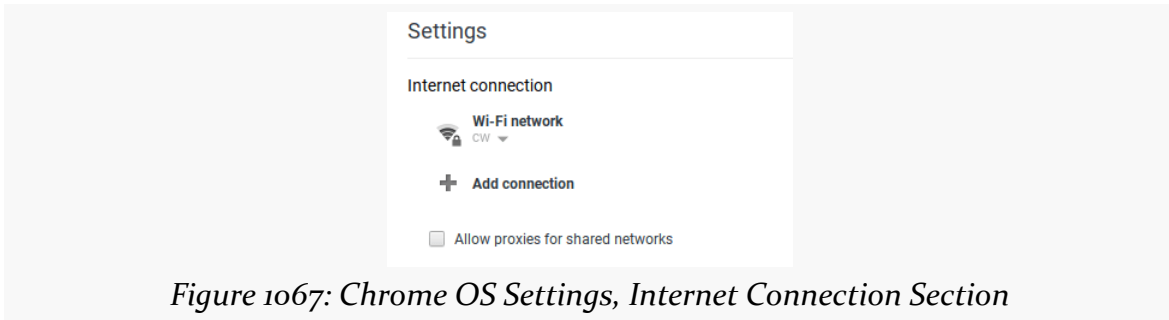 Settings
Internet connection
Wi-Fi network
CW
Add connection
Allow proxies for shared networks
Figure 1067: Chrome OS Settings, Internet Connection Section